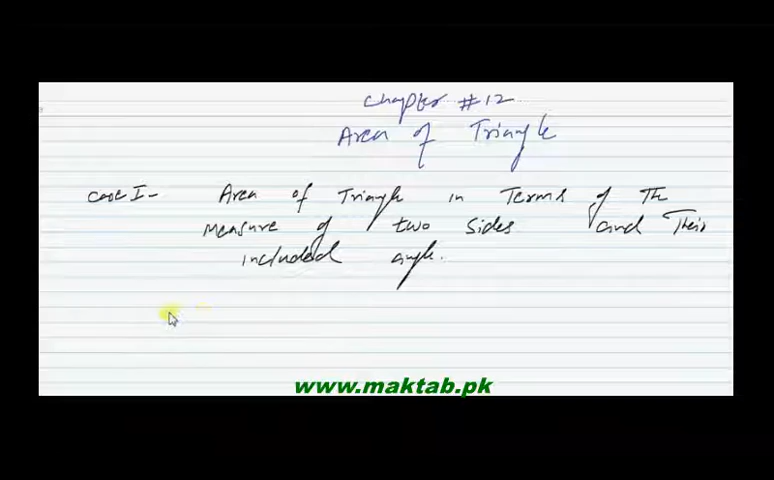 Chapter #12
Area of Triangle
Case I- Area of Triangle in Terms of Th
Measure of two sides and Their
included angle.
www.maktab.pk